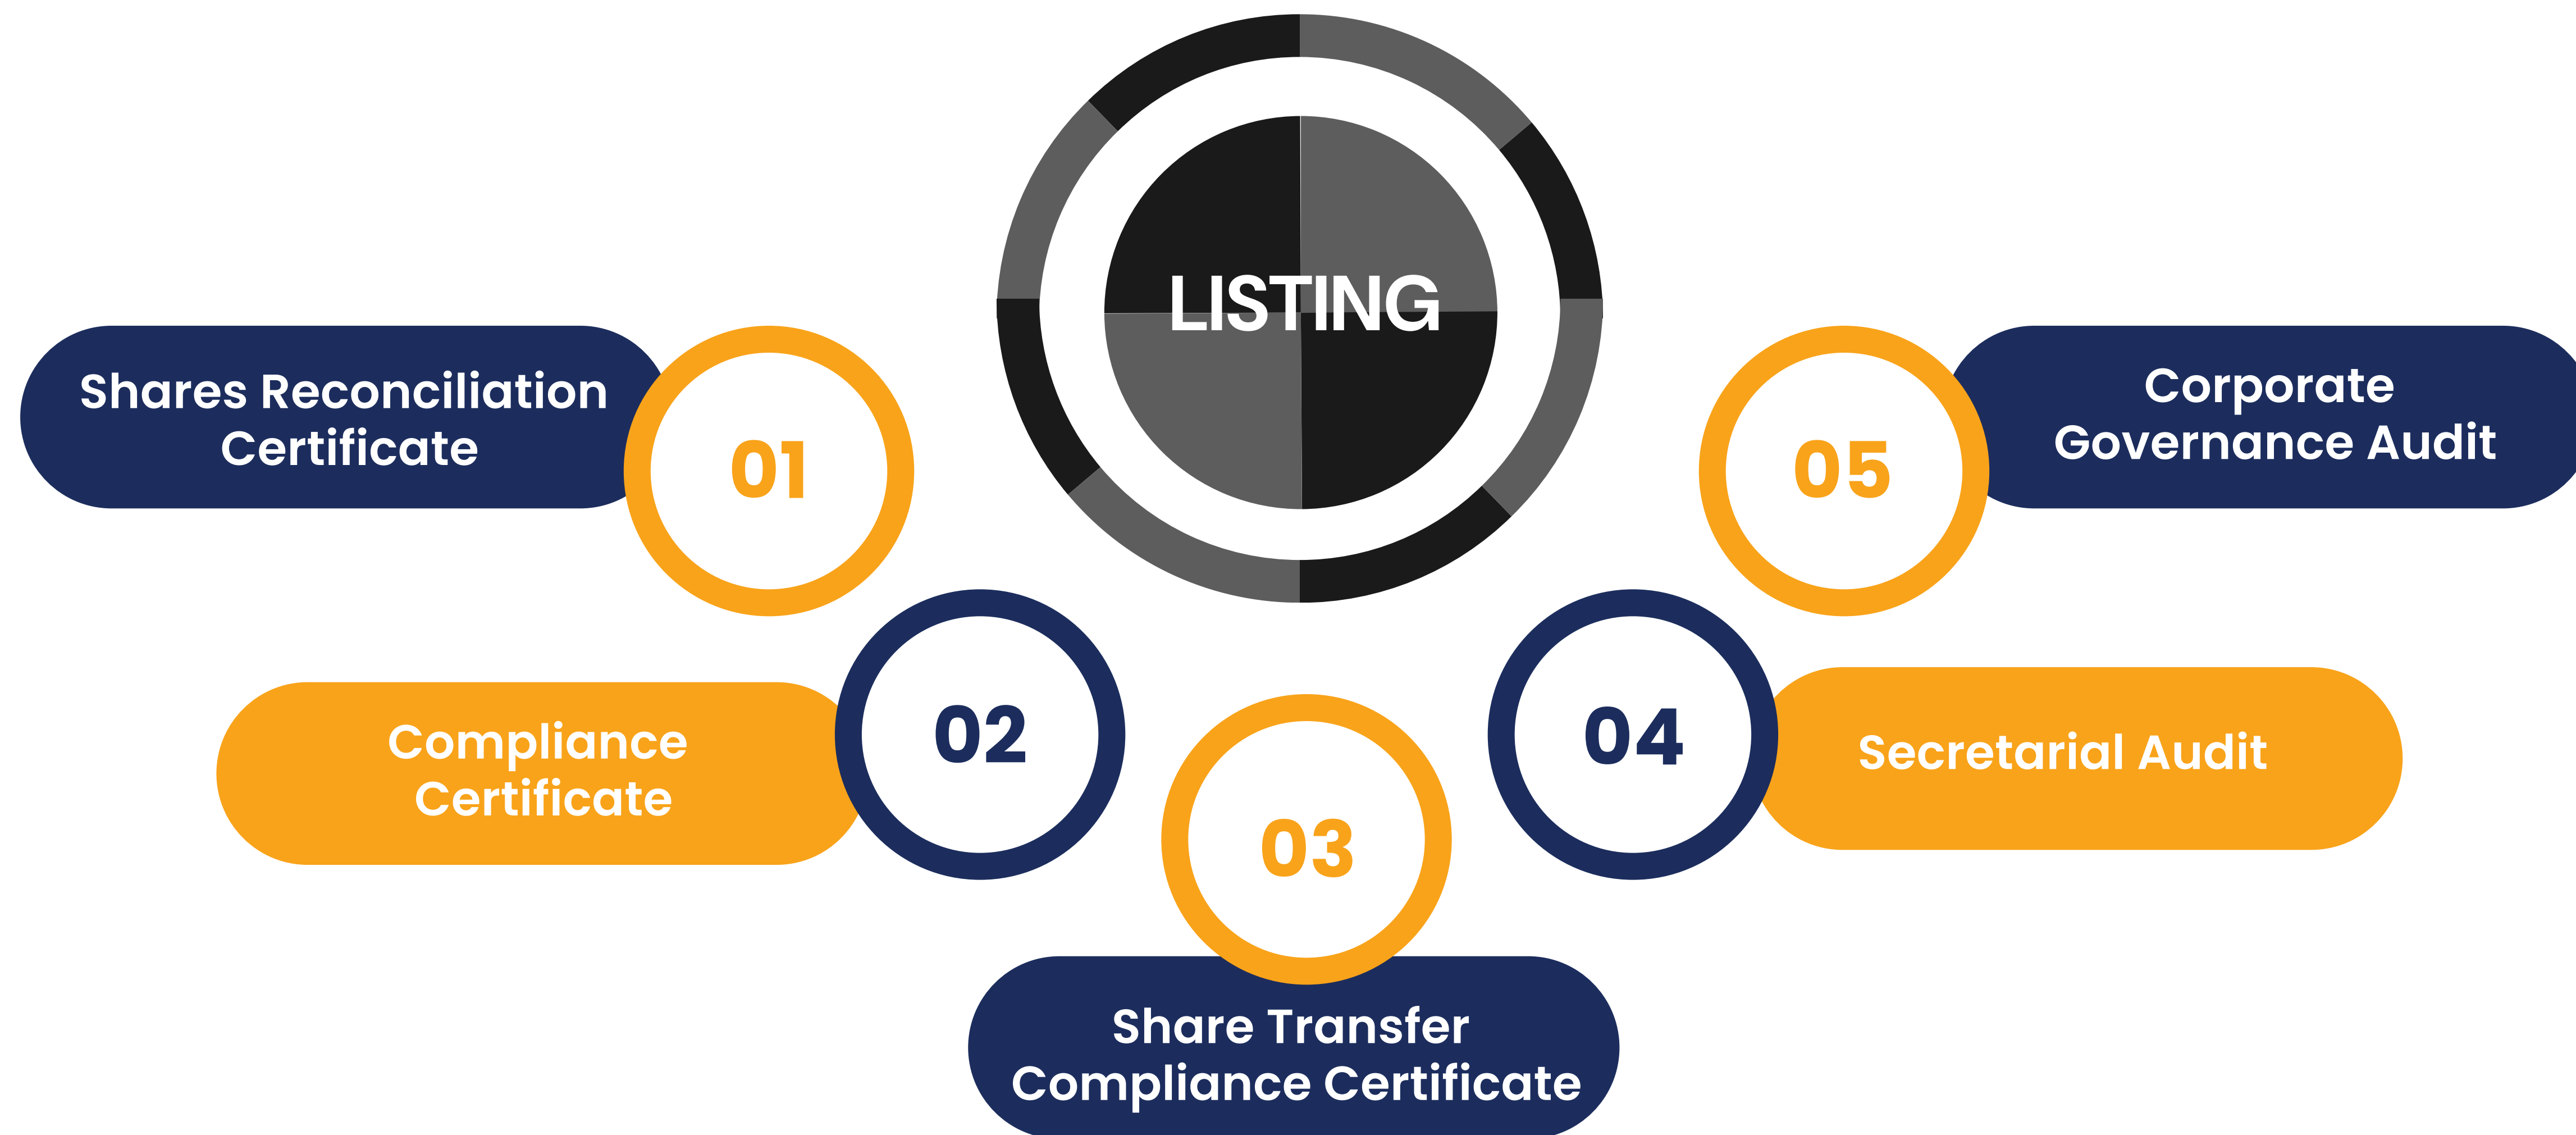 LISTING
Shares Reconciliation
Certificate
01
Compliance
Certificate
02
03
Share Transfer
Compliance Certificate
04
Secretarial Audit
05
Corporate
Governance Audit